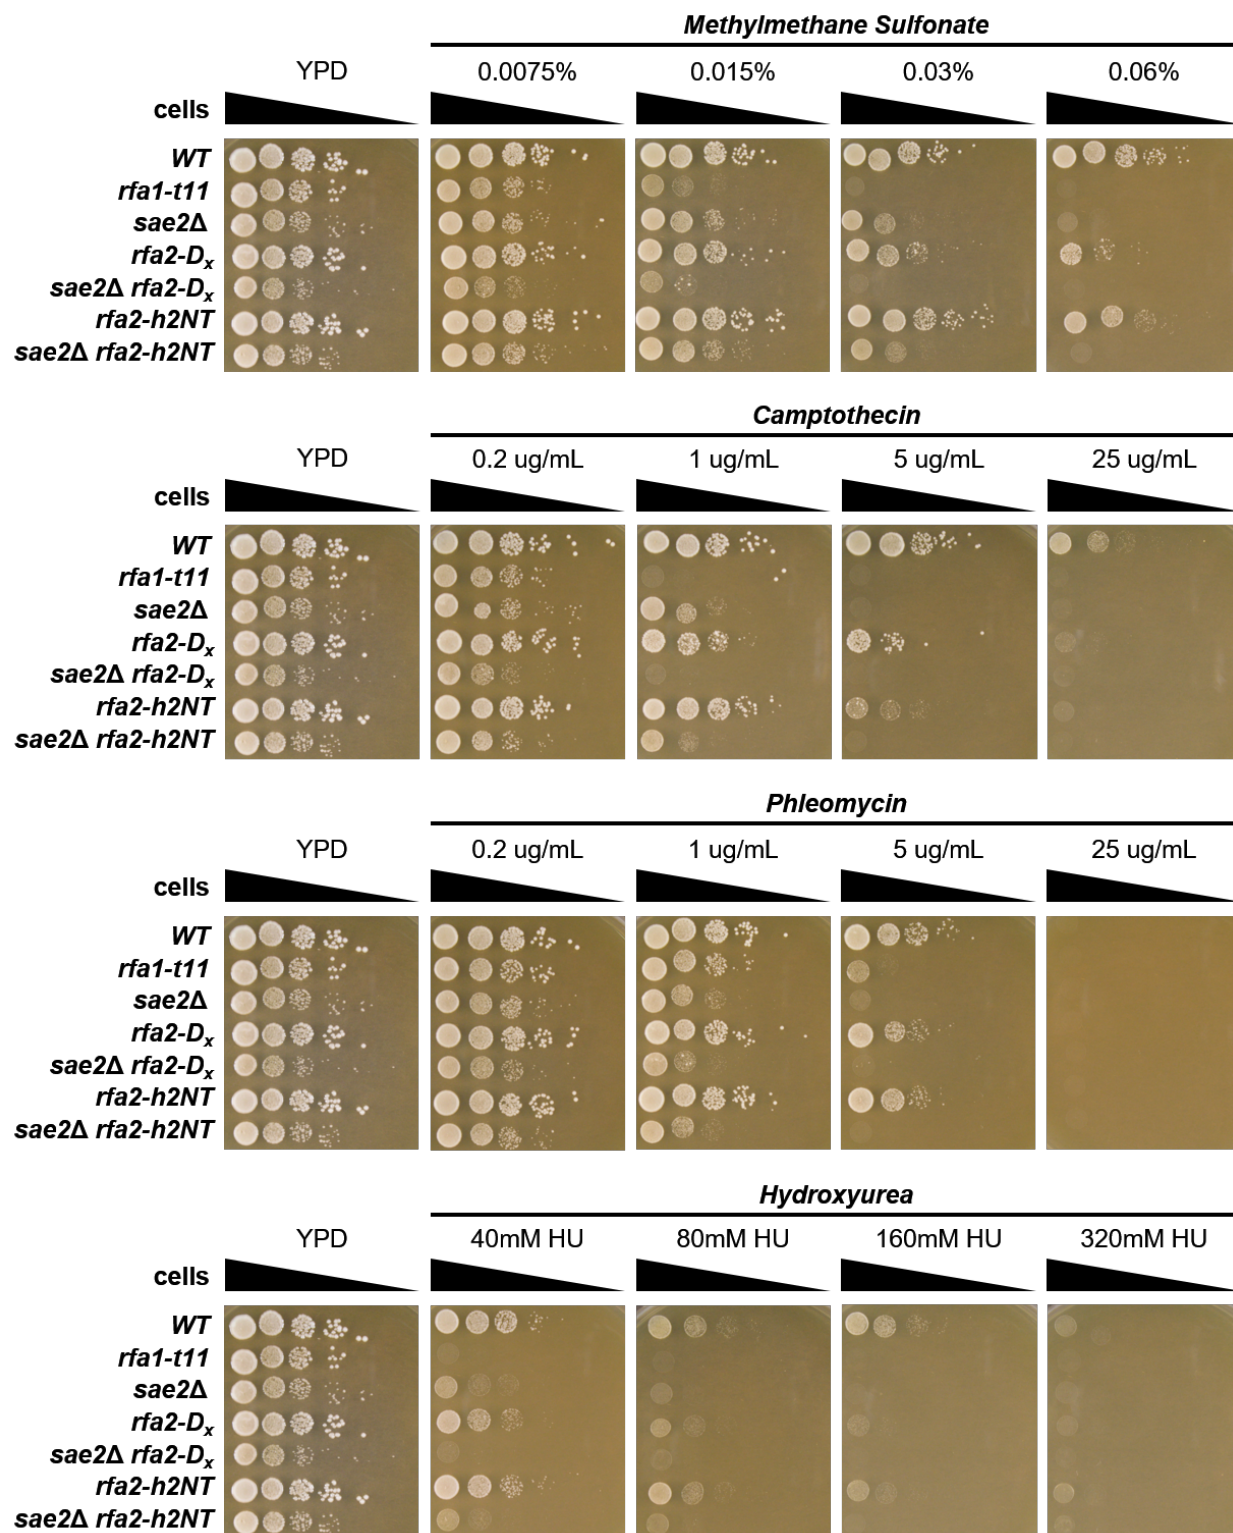 Methylmethane Sulfonate
YPD 0.0075% 0.015% 0.03% 0.06%
cells
WT
rfa1-t11
sae2Δ
rfa2-Dx
sae2Δ rfa2-Dx
rfa2-h2NT
sae2Δ rfa2-h2NT
Camptothecin
YPD 0.2 ug/mL 1 ug/mL 5 ug/mL 25 ug/mL
cells
WT
rfa1-t11
sae2Δ
rfa2-Dx
sae2Δ rfa2-Dx
rfa2-h2NT
sae2Δ rfa2-h2NT
Phleomycin
YPD 0.2 ug/mL 1 ug/mL 5 ug/mL 25 ug/mL
cells
WT
rfa1-t11
sae2Δ
rfa2-Dx
sae2Δ rfa2-Dx
rfa2-h2NT
sae2Δ rfa2-h2NT
Hydroxyurea
YPD 40mM HU 80mM HU 160mM HU 320mM HU
cells
WT
rfa1-t11
sae2Δ
rfa2-Dx
sae2Δ rfa2-Dx
rfa2-h2NT
sae2Δ rfa2-h2NT